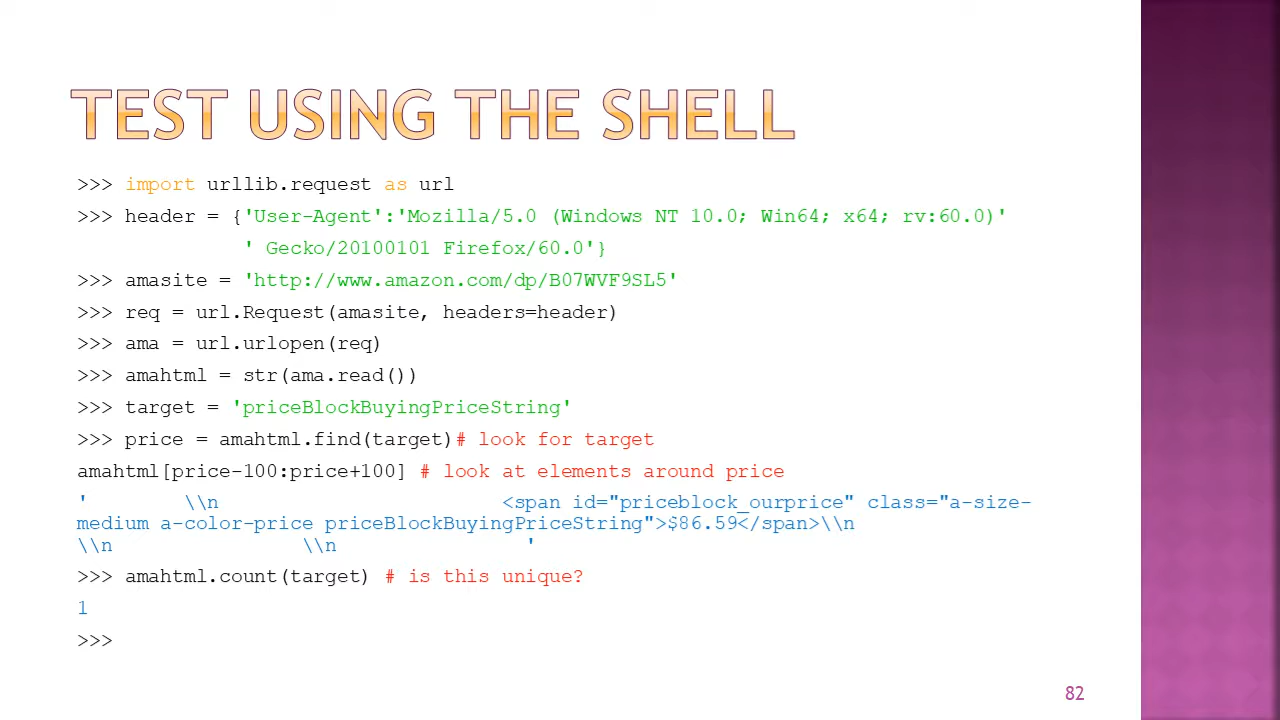 TEST USING THE SHELL
>>> import urllib.request as url
>>> header = {'User-Agent':'Mozilla/5.0 (Windows NT 10.0; Win64; x64; rv:60.0)'
' Gecko/20100101 Firefox/60.0'}
>>> amasite = 'http://www.amazon.com/dp/B07WVF9SL5'
>>> req = url.Request(amasite, headers=header)
>>> ama = url.urlopen(req)
>>> amahtml = str(ama.read())
>>> target = 'priceBlockBuyingPriceString'
>>> price = amahtml.find(target)# look for target
amahtml[price-100:price+100] # look at elements around price
' \\n <span id="priceblock_ourprice" class="a-size-
medium a-color-price priceBlockBuyingPriceString">$86.59</span>\\n
\\n \\n '
>>> amahtml.count(target) # is this unique?
1
>>>
82